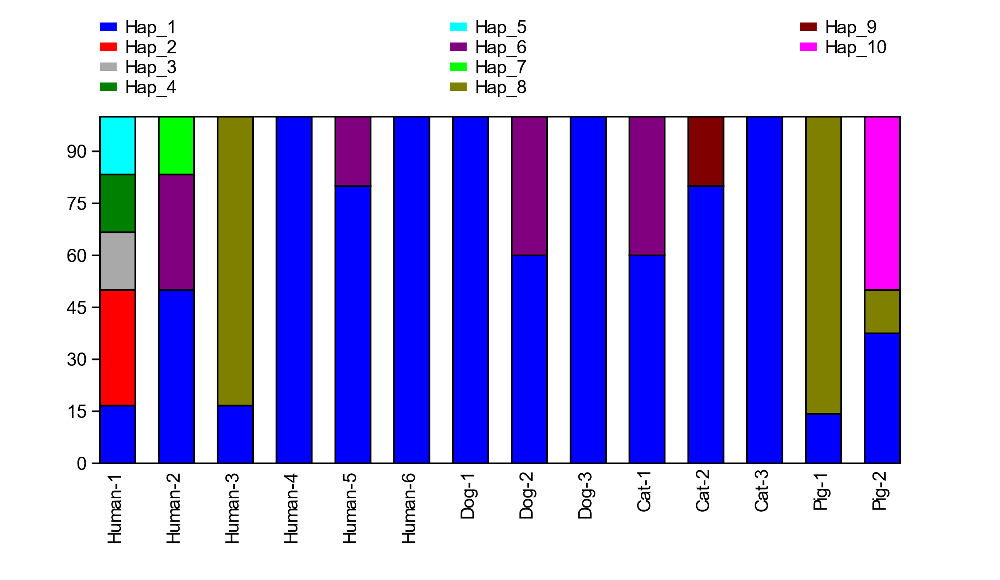 Hap_1
Hap_2
Hap_3
Hap_4
Hap_5
Hap_6
Hap_7
Hap_8
Hap_9
Hap_10
90
75
60
45
30
15
0
Human-1
Human-2
Human-3
Human-4
Human-5
Human-6
Dog-1
Dog-2
Dog-3
Cat-1
Cat-2
Cat-3
Pig-1
Pig-2